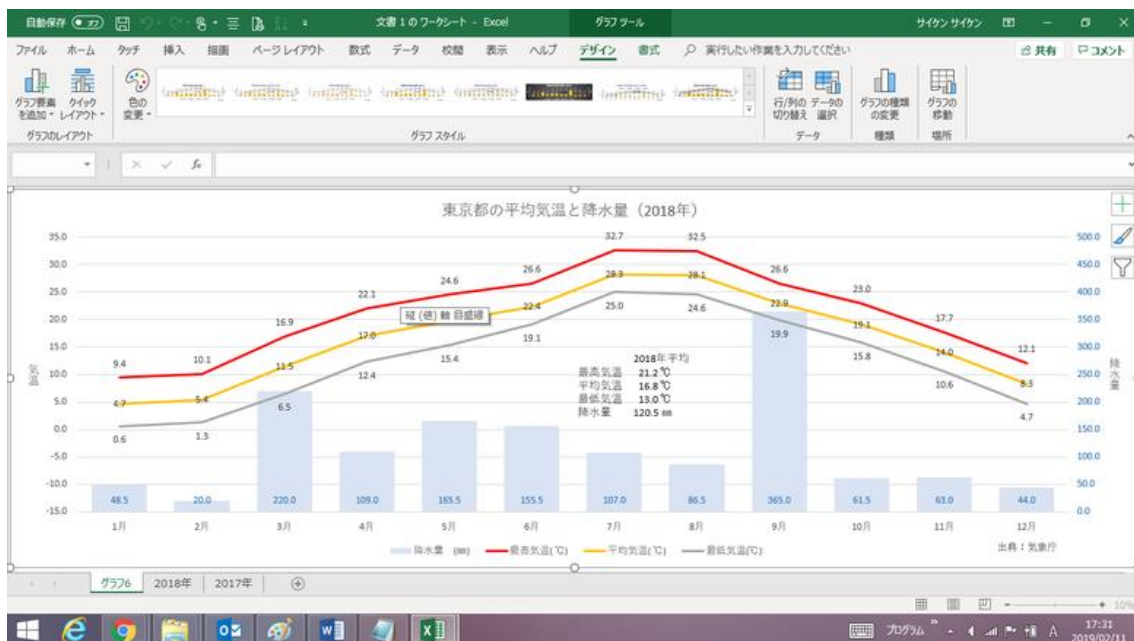 自動保存 オフ 文書 1 の ワークシート - Excel グラフ ツール サイケン サイケン
ファイル ホーム タッチ 挿入 描画 ページ レイアウト 数式 データ 校閲 表示 ヘルプ デザイン 書式 実行したい作業を入力してください 共有 コメント
グラフ要素を追加 クイックレイアウト 色の変更 行/列の切り替え データの選択 グラフの種類の変更 グラフの移動
グラフのレイアウト グラフ スタイル データ 種類 場所
fx
東京都の平均気温と降水量（2018年）
35.0 32.7 32.5 500.0
30.0 28.3 28.1 450.0
25.0 22.1 24.6 26.6 25.0 24.6 26.6 23.0 400.0
20.0 16.9 17.0 縦 (値) 軸 目盛線 22.4 22.9 19.1 17.7 350.0
15.0 11.5 12.4 15.4 19.1 19.9 15.8 14.0 12.1 300.0
気温 10.0 9.4 10.1 10.6 8.3 250.0 降水量
5.0 4.7 5.4 6.5 4.7 200.0
0.0 0.6 1.3 150.0
-5.0 100.0
-10.0 50.0
-15.0 0.0
2018年平均
最高気温 21.2℃
平均気温 16.8℃
最低気温 13.0℃
降水量 120.5 ㎜
48.5 20.0 220.0 109.0 165.5 155.5 107.0 86.5 365.0 61.5 63.0 44.0
1月 2月 3月 4月 5月 6月 7月 8月 9月 10月 11月 12月
降水量 (㎜) 最高気温(℃) 平均気温(℃) 最低気温(℃)
出典：気象庁
グラフ6 2018年 2017年
10%
プログラム A 17:31
2019/02/11